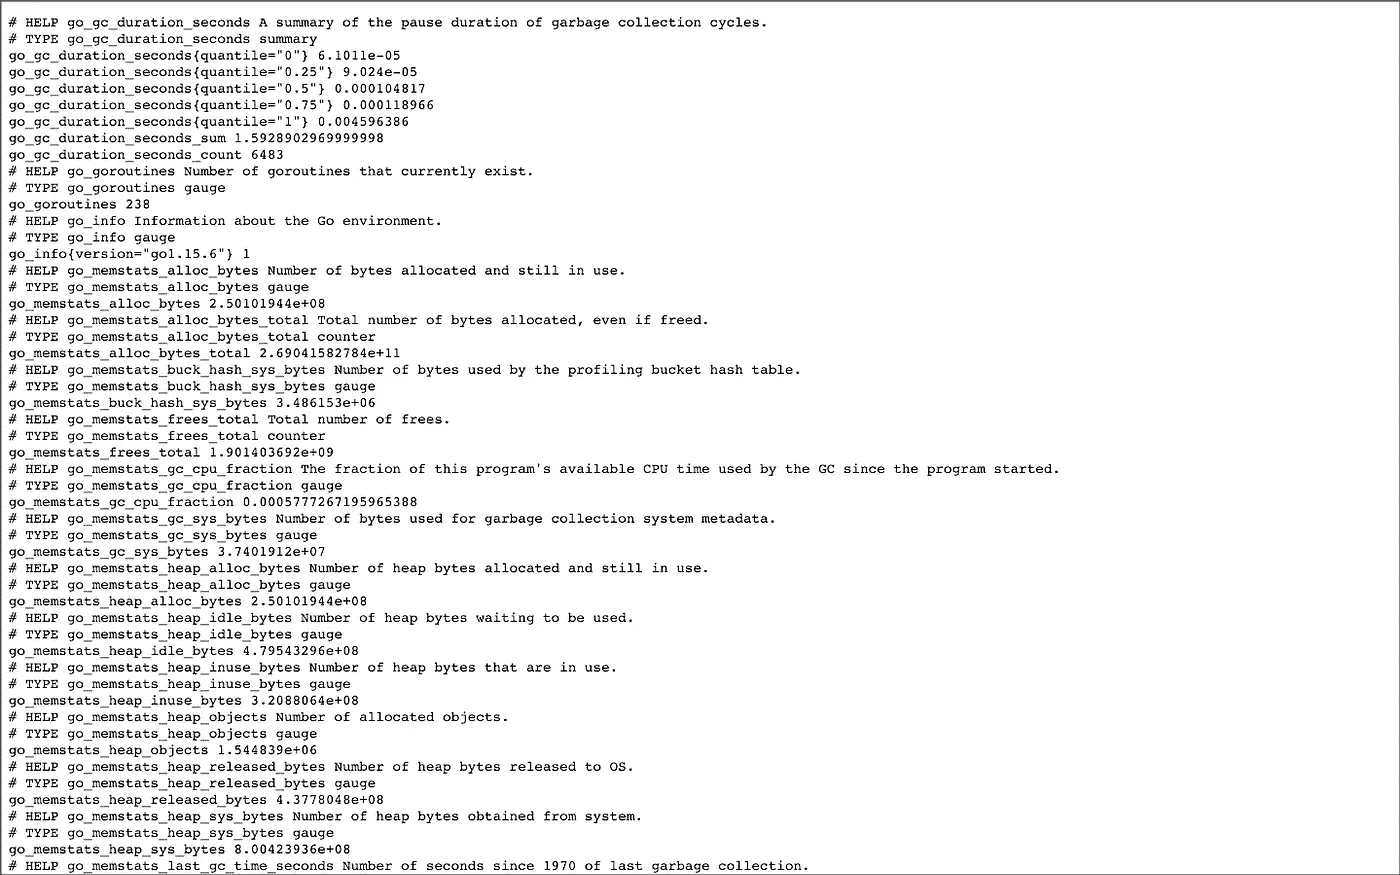 # HELP go_gc_duration_seconds A summary of the pause duration of garbage collection cycles.
# TYPE go_gc_duration_seconds summary
go_gc_duration_seconds{quantile="0"} 6.1011e-05
go_gc_duration_seconds{quantile="0.25"} 9.024e-05
go_gc_duration_seconds{quantile="0.5"} 0.000104817
go_gc_duration_seconds{quantile="0.75"} 0.000118966
go_gc_duration_seconds{quantile="1"} 0.004596386
go_gc_duration_seconds_sum 1.5928902969999998
go_gc_duration_seconds_count 6483
# HELP go_goroutines Number of goroutines that currently exist.
# TYPE go_goroutines gauge
go_goroutines 238
# HELP go_info Information about the Go environment.
# TYPE go_info gauge
go_info{version="go1.15.6"} 1
# HELP go_memstats_alloc_bytes Number of bytes allocated and still in use.
# TYPE go_memstats_alloc_bytes gauge
go_memstats_alloc_bytes 2.50101944e+08
# HELP go_memstats_alloc_bytes_total Total number of bytes allocated, even if freed.
# TYPE go_memstats_alloc_bytes_total counter
go_memstats_alloc_bytes_total 2.69041582784e+11
# HELP go_memstats_buck_hash_sys_bytes Number of bytes used by the profiling bucket hash table.
# TYPE go_memstats_buck_hash_sys_bytes gauge
go_memstats_buck_hash_sys_bytes 3.486153e+06
# HELP go_memstats_frees_total Total number of frees.
# TYPE go_memstats_frees_total counter
go_memstats_frees_total 1.901403692e+09
# HELP go_memstats_gc_cpu_fraction The fraction of this program's available CPU time used by the GC since the program started.
# TYPE go_memstats_gc_cpu_fraction gauge
go_memstats_gc_cpu_fraction 0.0005777267195965388
# HELP go_memstats_gc_sys_bytes Number of bytes used for garbage collection system metadata.
# TYPE go_memstats_gc_sys_bytes gauge
go_memstats_gc_sys_bytes 3.7401912e+07
# HELP go_memstats_heap_alloc_bytes Number of heap bytes allocated and still in use.
# TYPE go_memstats_heap_alloc_bytes gauge
go_memstats_heap_alloc_bytes 2.50101944e+08
# HELP go_memstats_heap_idle_bytes Number of heap bytes waiting to be used.
# TYPE go_memstats_heap_idle_bytes gauge
go_memstats_heap_idle_bytes 4.79543296e+08
# HELP go_memstats_heap_inuse_bytes Number of heap bytes that are in use.
# TYPE go_memstats_heap_inuse_bytes gauge
go_memstats_heap_inuse_bytes 3.2088064e+08
# HELP go_memstats_heap_objects Number of allocated objects.
# TYPE go_memstats_heap_objects gauge
go_memstats_heap_objects 1.544839e+06
# HELP go_memstats_heap_released_bytes Number of heap bytes released to OS.
# TYPE go_memstats_heap_released_bytes gauge
go_memstats_heap_released_bytes 4.3778048e+08
# HELP go_memstats_heap_sys_bytes Number of heap bytes obtained from system.
# TYPE go_memstats_heap_sys_bytes gauge
go_memstats_heap_sys_bytes 8.00423936e+08
# HELP go_memstats_last_gc_time_seconds Number of seconds since 1970 of last garbage collection.